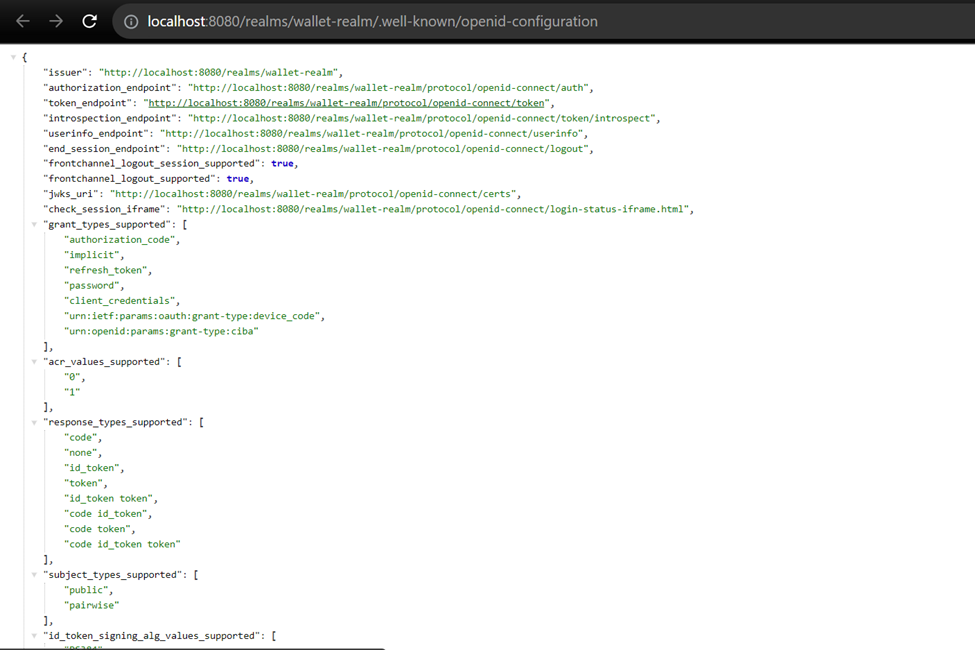 localhost:8080/realms/wallet-realm/.well-known/openid-configuration
{
"issuer": "http://localhost:8080/realms/wallet-realm",
"authorization_endpoint": "http://localhost:8080/realms/wallet-realm/protocol/openid-connect/auth",
"token_endpoint": "http://localhost:8080/realms/wallet-realm/protocol/openid-connect/token",
"introspection_endpoint": "http://localhost:8080/realms/wallet-realm/protocol/openid-connect/token/introspect",
"userinfo_endpoint": "http://localhost:8080/realms/wallet-realm/protocol/openid-connect/userinfo",
"end_session_endpoint": "http://localhost:8080/realms/wallet-realm/protocol/openid-connect/logout",
"frontchannel_logout_session_supported": true,
"frontchannel_logout_supported": true,
"jwks_uri": "http://localhost:8080/realms/wallet-realm/protocol/openid-connect/certs",
"check_session_iframe": "http://localhost:8080/realms/wallet-realm/protocol/openid-connect/login-status-iframe.html",
"grant_types_supported": [
"authorization_code",
"implicit",
"refresh_token",
"password",
"client_credentials",
"urn:ietf:params:oauth:grant-type:device_code",
"urn:openid:params:grant-type:ciba"
],
"acr_values_supported": [
"0",
"1"
],
"response_types_supported": [
"code",
"none",
"id_token",
"token",
"id_token token",
"code id_token",
"code token",
"code id_token token"
],
"subject_types_supported": [
"public",
"pairwise"
],
"id_token_signing_alg_values_supported": [